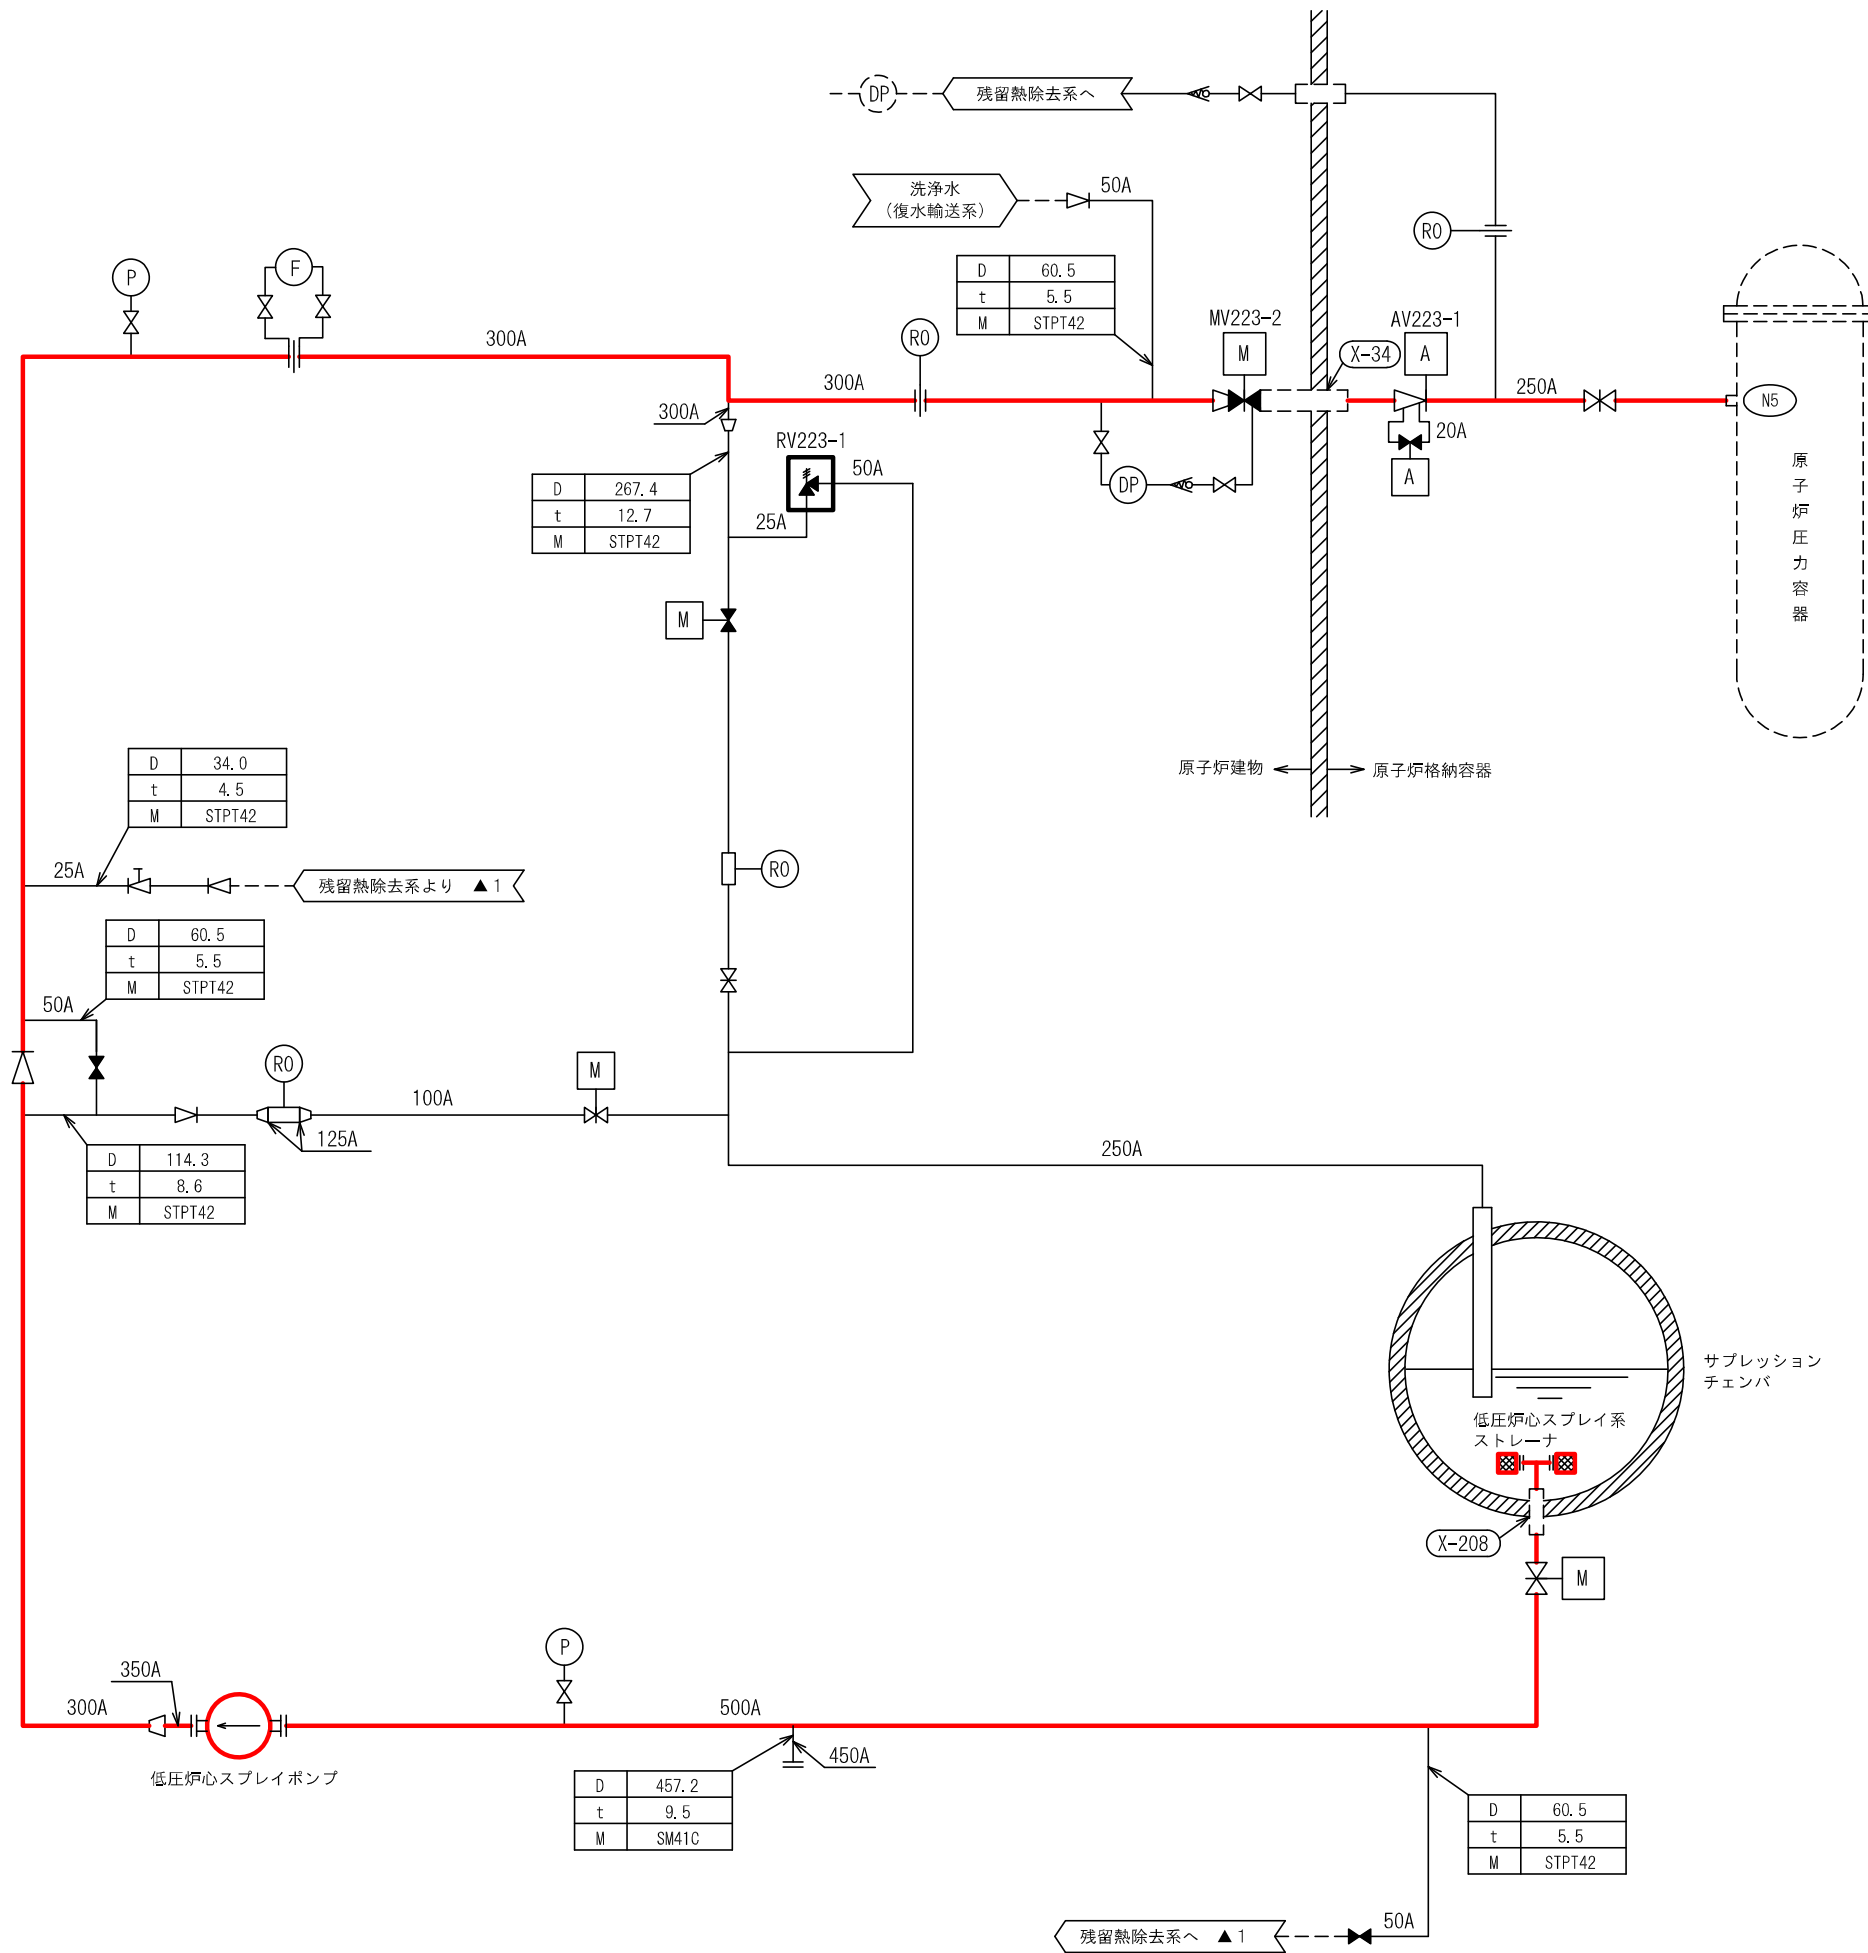 DP
残留熱除去系へ
洗浄水
(復水輸送系)
50A
RO
P
F
D 60.5
t 5.5
M STPT42
MV223-2
M
AV223-1
A
X-34
300A
RO
300A
250A
N5
300A
20A
A
RV223-1
50A
DP
D 267.4
t 12.7
M STPT42
25A
原子炉圧力容器
M
原子炉建物
原子炉格納容器
D 34.0
t 4.5
M STPT42
25A
残留熱除去系より ▲1
RO
D 60.5
t 5.5
M STPT42
50A
RO
M
100A
125A
250A
D 114.3
t 8.6
M STPT42
サプレッション
チェンバ
低圧炉心スプレイ系
ストレーナ
X-208
M
P
350A
300A
500A
450A
低圧炉心スプレイポンプ
D 457.2
t 9.5
M SM41C
D 60.5
t 5.5
M STPT42
残留熱除去系へ ▲1
50A